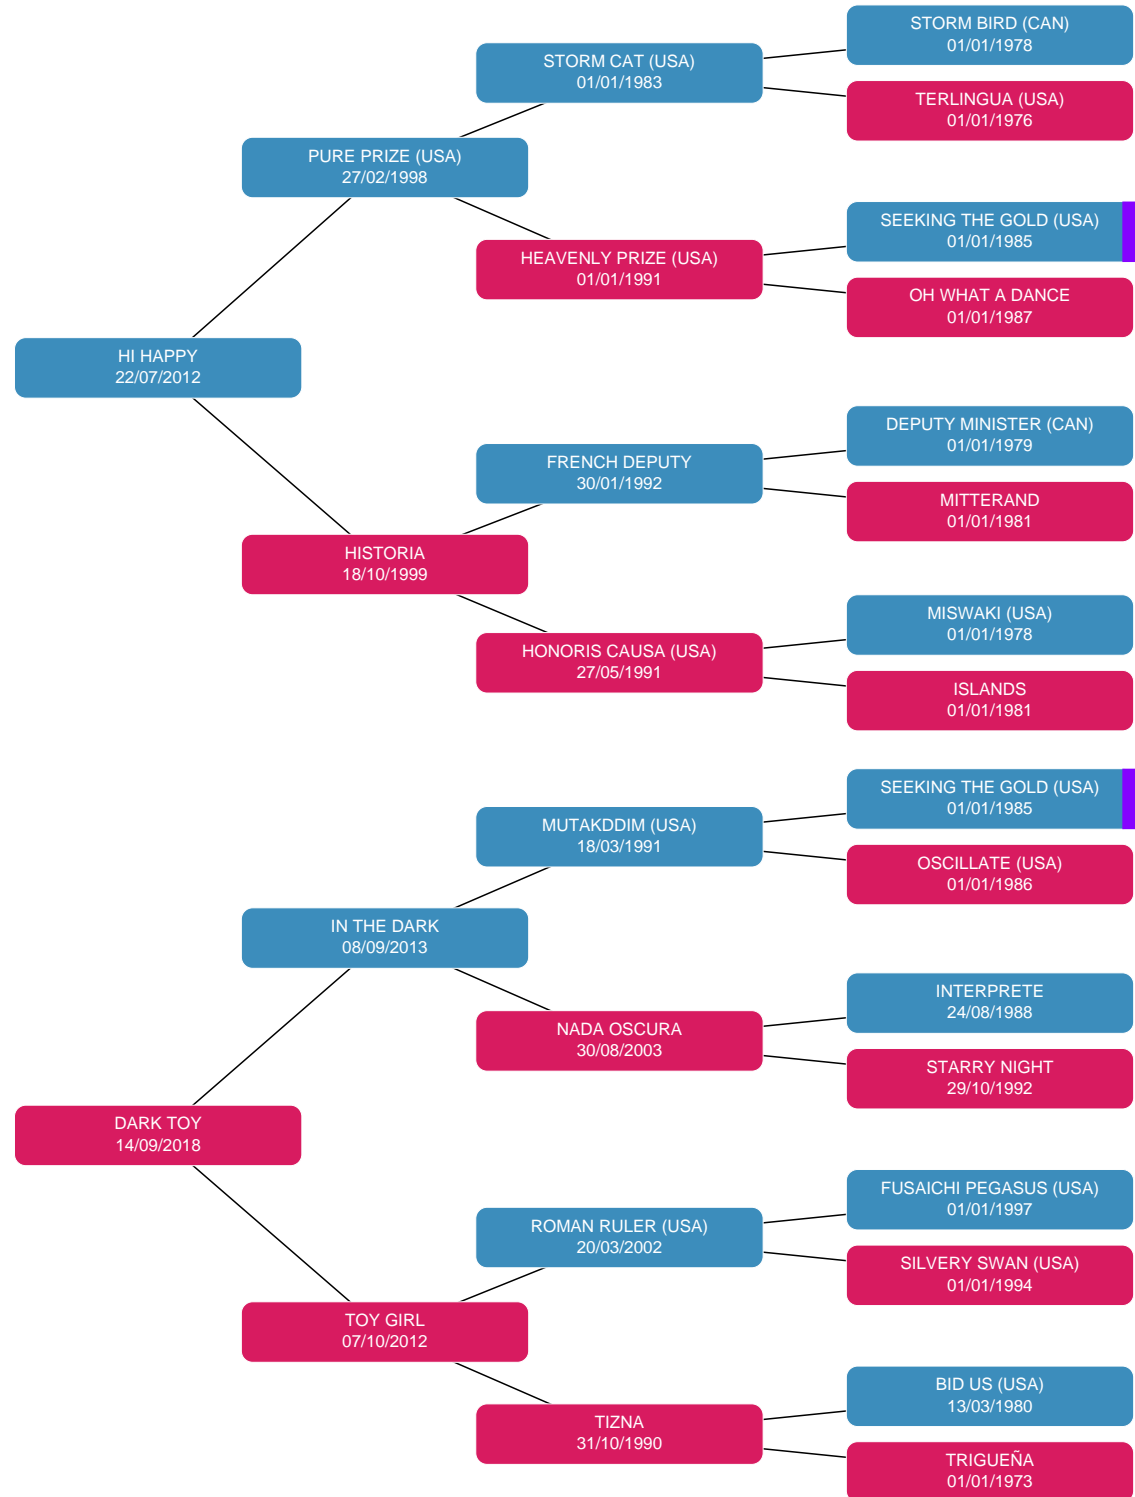 STORM BIRD (CAN)
01/01/1978
STORM CAT (USA)
01/01/1983
TERLINGUA (USA)
01/01/1976
PURE PRIZE (USA)
27/02/1998
SEEKING THE GOLD (USA)
01/01/1985
HEAVENLY PRIZE (USA)
01/01/1991
OH WHAT A DANCE
01/01/1987
HI HAPPY
22/07/2012
DEPUTY MINISTER (CAN)
01/01/1979
FRENCH DEPUTY
30/01/1992
MITTERAND
01/01/1981
HISTORIA
18/10/1999
MISWAKI (USA)
01/01/1978
HONORIS CAUSA (USA)
27/05/1991
ISLANDS
01/01/1981
SEEKING THE GOLD (USA)
01/01/1985
MUTAKDDIM (USA)
18/03/1991
OSCILLATE (USA)
01/01/1986
IN THE DARK
08/09/2013
INTERPRETE
24/08/1988
NADA OSCURA
30/08/2003
STARRY NIGHT
29/10/1992
DARK TOY
14/09/2018
FUSAICHI PEGASUS (USA)
01/01/1997
ROMAN RULER (USA)
20/03/2002
SILVERY SWAN (USA)
01/01/1994
TOY GIRL
07/10/2012
BID US (USA)
13/03/1980
TIZNA
31/10/1990
TRIGUEÑA
01/01/1973